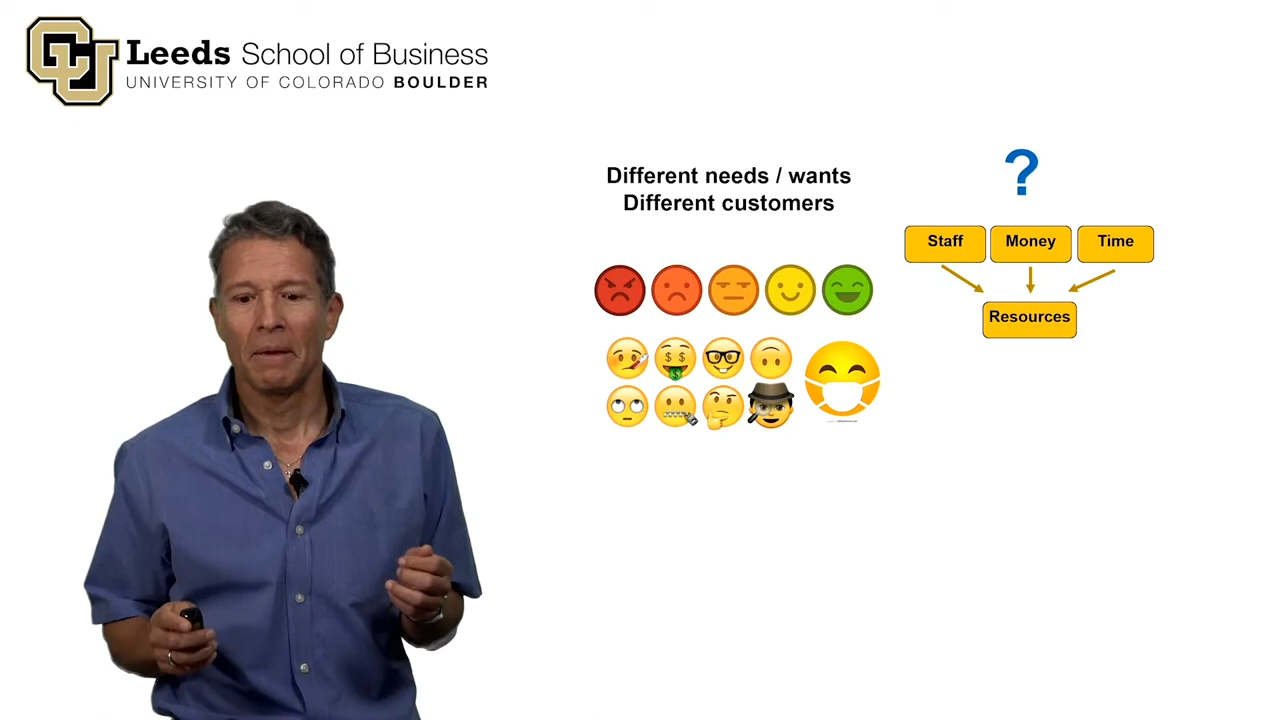 Leeds School of Business
UNIVERSITY OF COLORADO BOULDER
Different needs / wants
Different customers
?
Staff
Money
Time
Resources